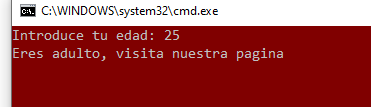 C:\WINDOWS\system32\cmd.exe
Introduce tu edad: 25
Eres adulto, visita nuestra pagina